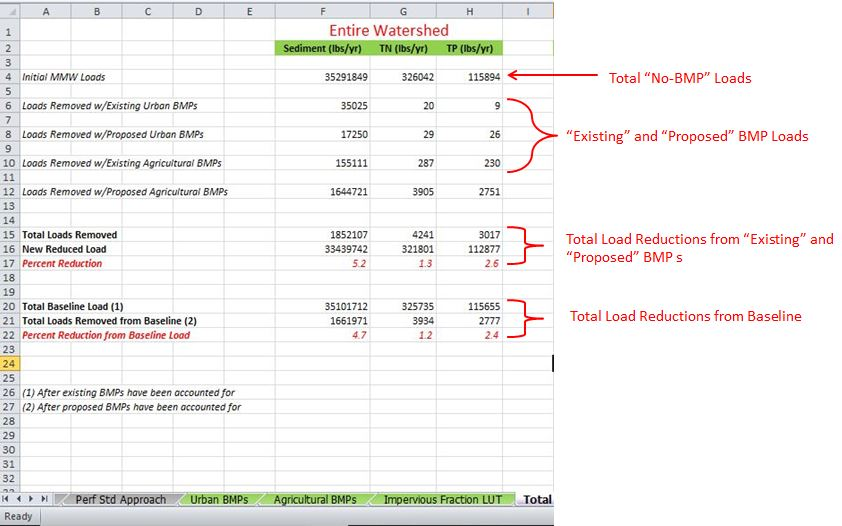 A B C D E F G H I
1 Entire Watershed
2 Sediment (lbs/yr) TN (lbs/yr) TP (lbs/yr)
3
4 Initial MMW Loads 35291849 326042 115894 Total “No-BMP” Loads
5
6 Loads Removed w/Existing Urban BMPs 35025 20 9
7
8 Loads Removed w/Proposed Urban BMPs 17250 29 26 “Existing” and “Proposed” BMP Loads
9
10 Loads Removed w/Existing Agricultural BMPs 155111 287 230
11
12 Loads Removed w/Proposed Agricultural BMPs 1644721 3905 2751
13
14
15 Total Loads Removed 1852107 4241 3017 Total Load Reductions from “Existing” and
16 New Reduced Load 33439742 321801 112877 “Proposed” BMP s
17 Percent Reduction 5.2 1.3 2.6
18
19
20 Total Baseline Load (1) 35101712 325735 115655
21 Total Loads Removed from Baseline (2) 1661971 3934 2777 Total Load Reductions from Baseline
22 Percent Reduction from Baseline Load 4.7 1.2 2.4
23
24
25
26 (1) After existing BMPs have been accounted for
27 (2) After proposed BMPs have been accounted for
28
29
30
31
32
Perf Std Approach Urban BMPs Agricultural BMPs Impervious Fraction LUT Total
Ready